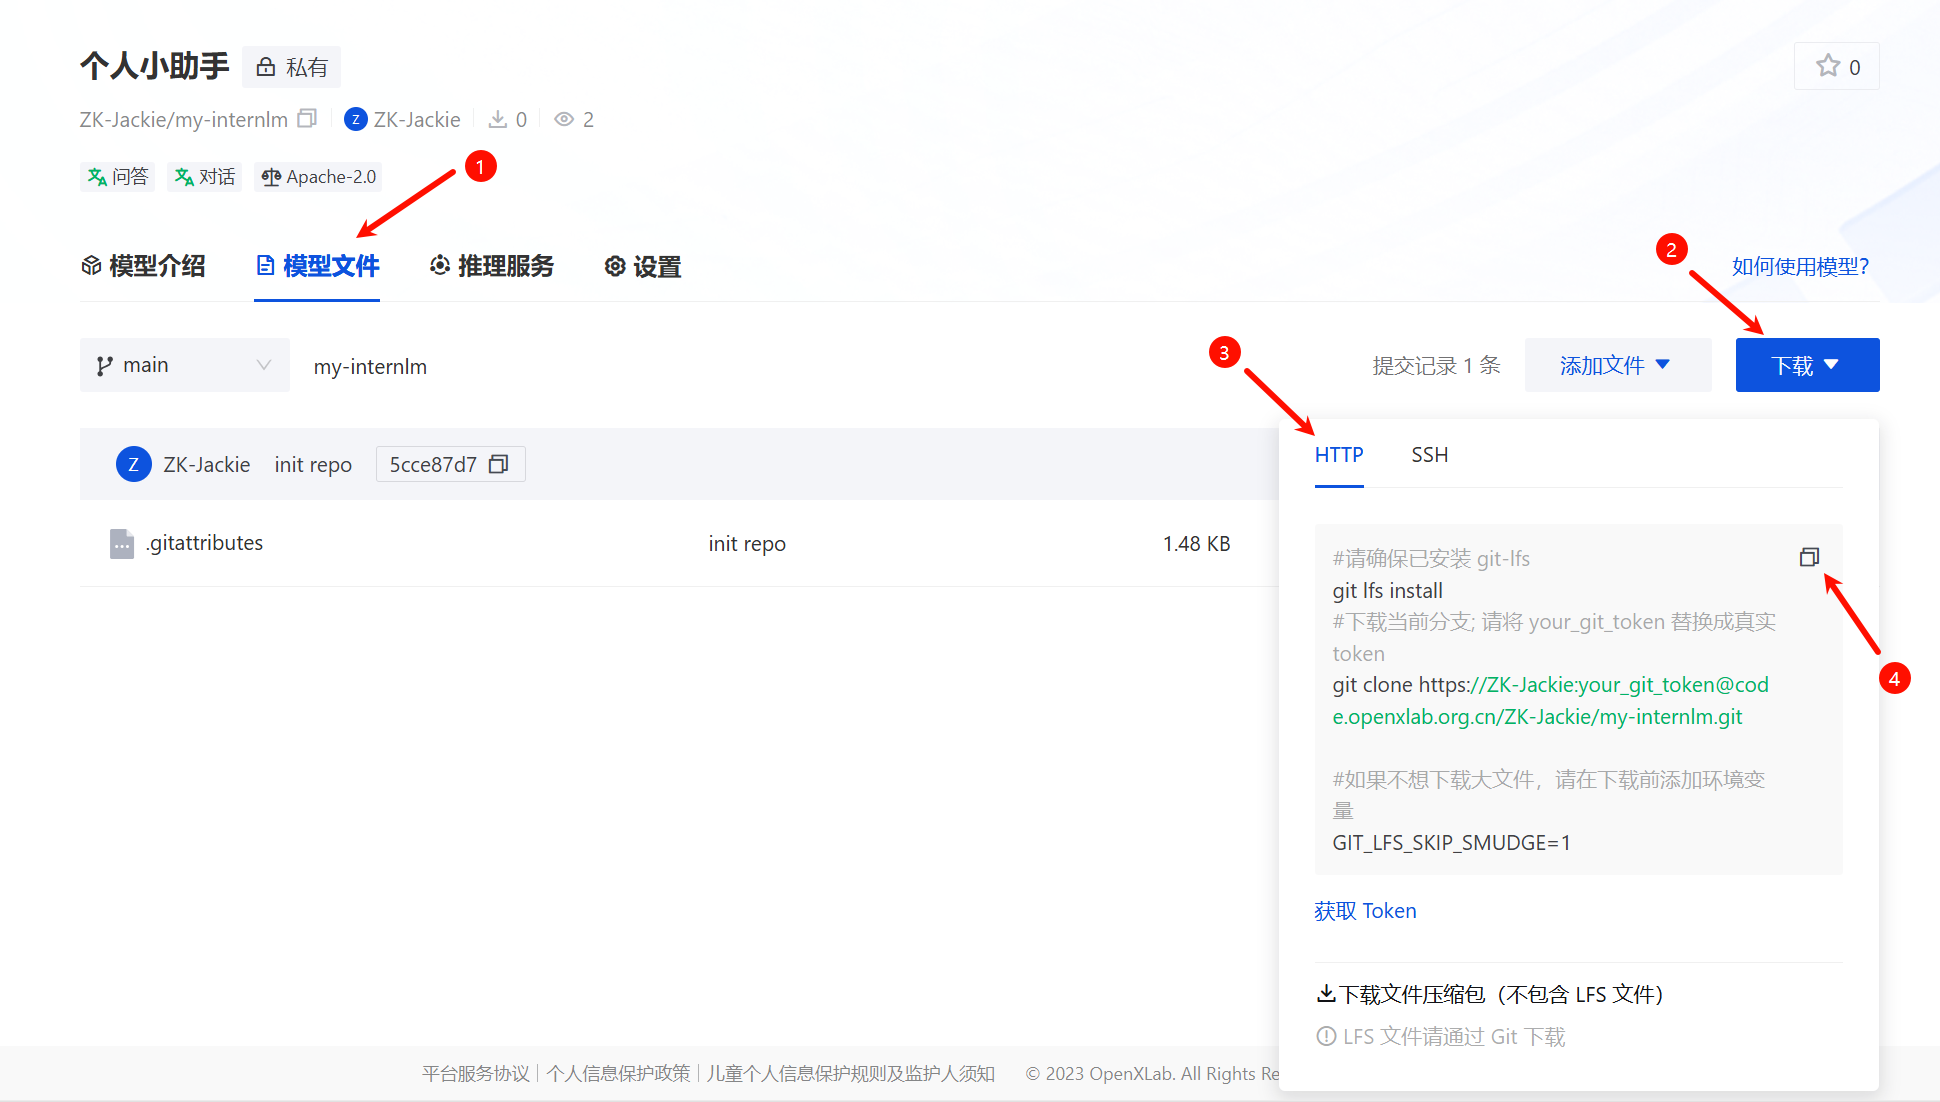 个人小助手 私有
0
ZK-Jackie/my-internlm Z ZK-Jackie 0 2
问答 对话 Apache-2.0
1
模型介绍 模型文件 推理服务 设置
2
如何使用模型?
main my-internlm
3
提交记录 1 条 添加文件 下载
Z ZK-Jackie init repo 5cce87d7
.gitattributes init repo 1.48 KB
HTTP SSH
#请确保已安装 git-lfs
git lfs install
#下载当前分支; 请将 your_git_token 替换成真实
token
git clone https://ZK-Jackie:your_git_token@cod
e.openxlab.org.cn/ZK-Jackie/my-internlm.git
4
#如果不想下载大文件，请在下载前添加环境变
量
GIT_LFS_SKIP_SMUDGE=1
获取 Token
下载文件压缩包（不包含 LFS 文件）
LFS 文件请通过 Git 下载
平台服务协议 | 个人信息保护政策 | 儿童个人信息保护规则及监护人须知 © 2023 OpenXLab. All Rights Re